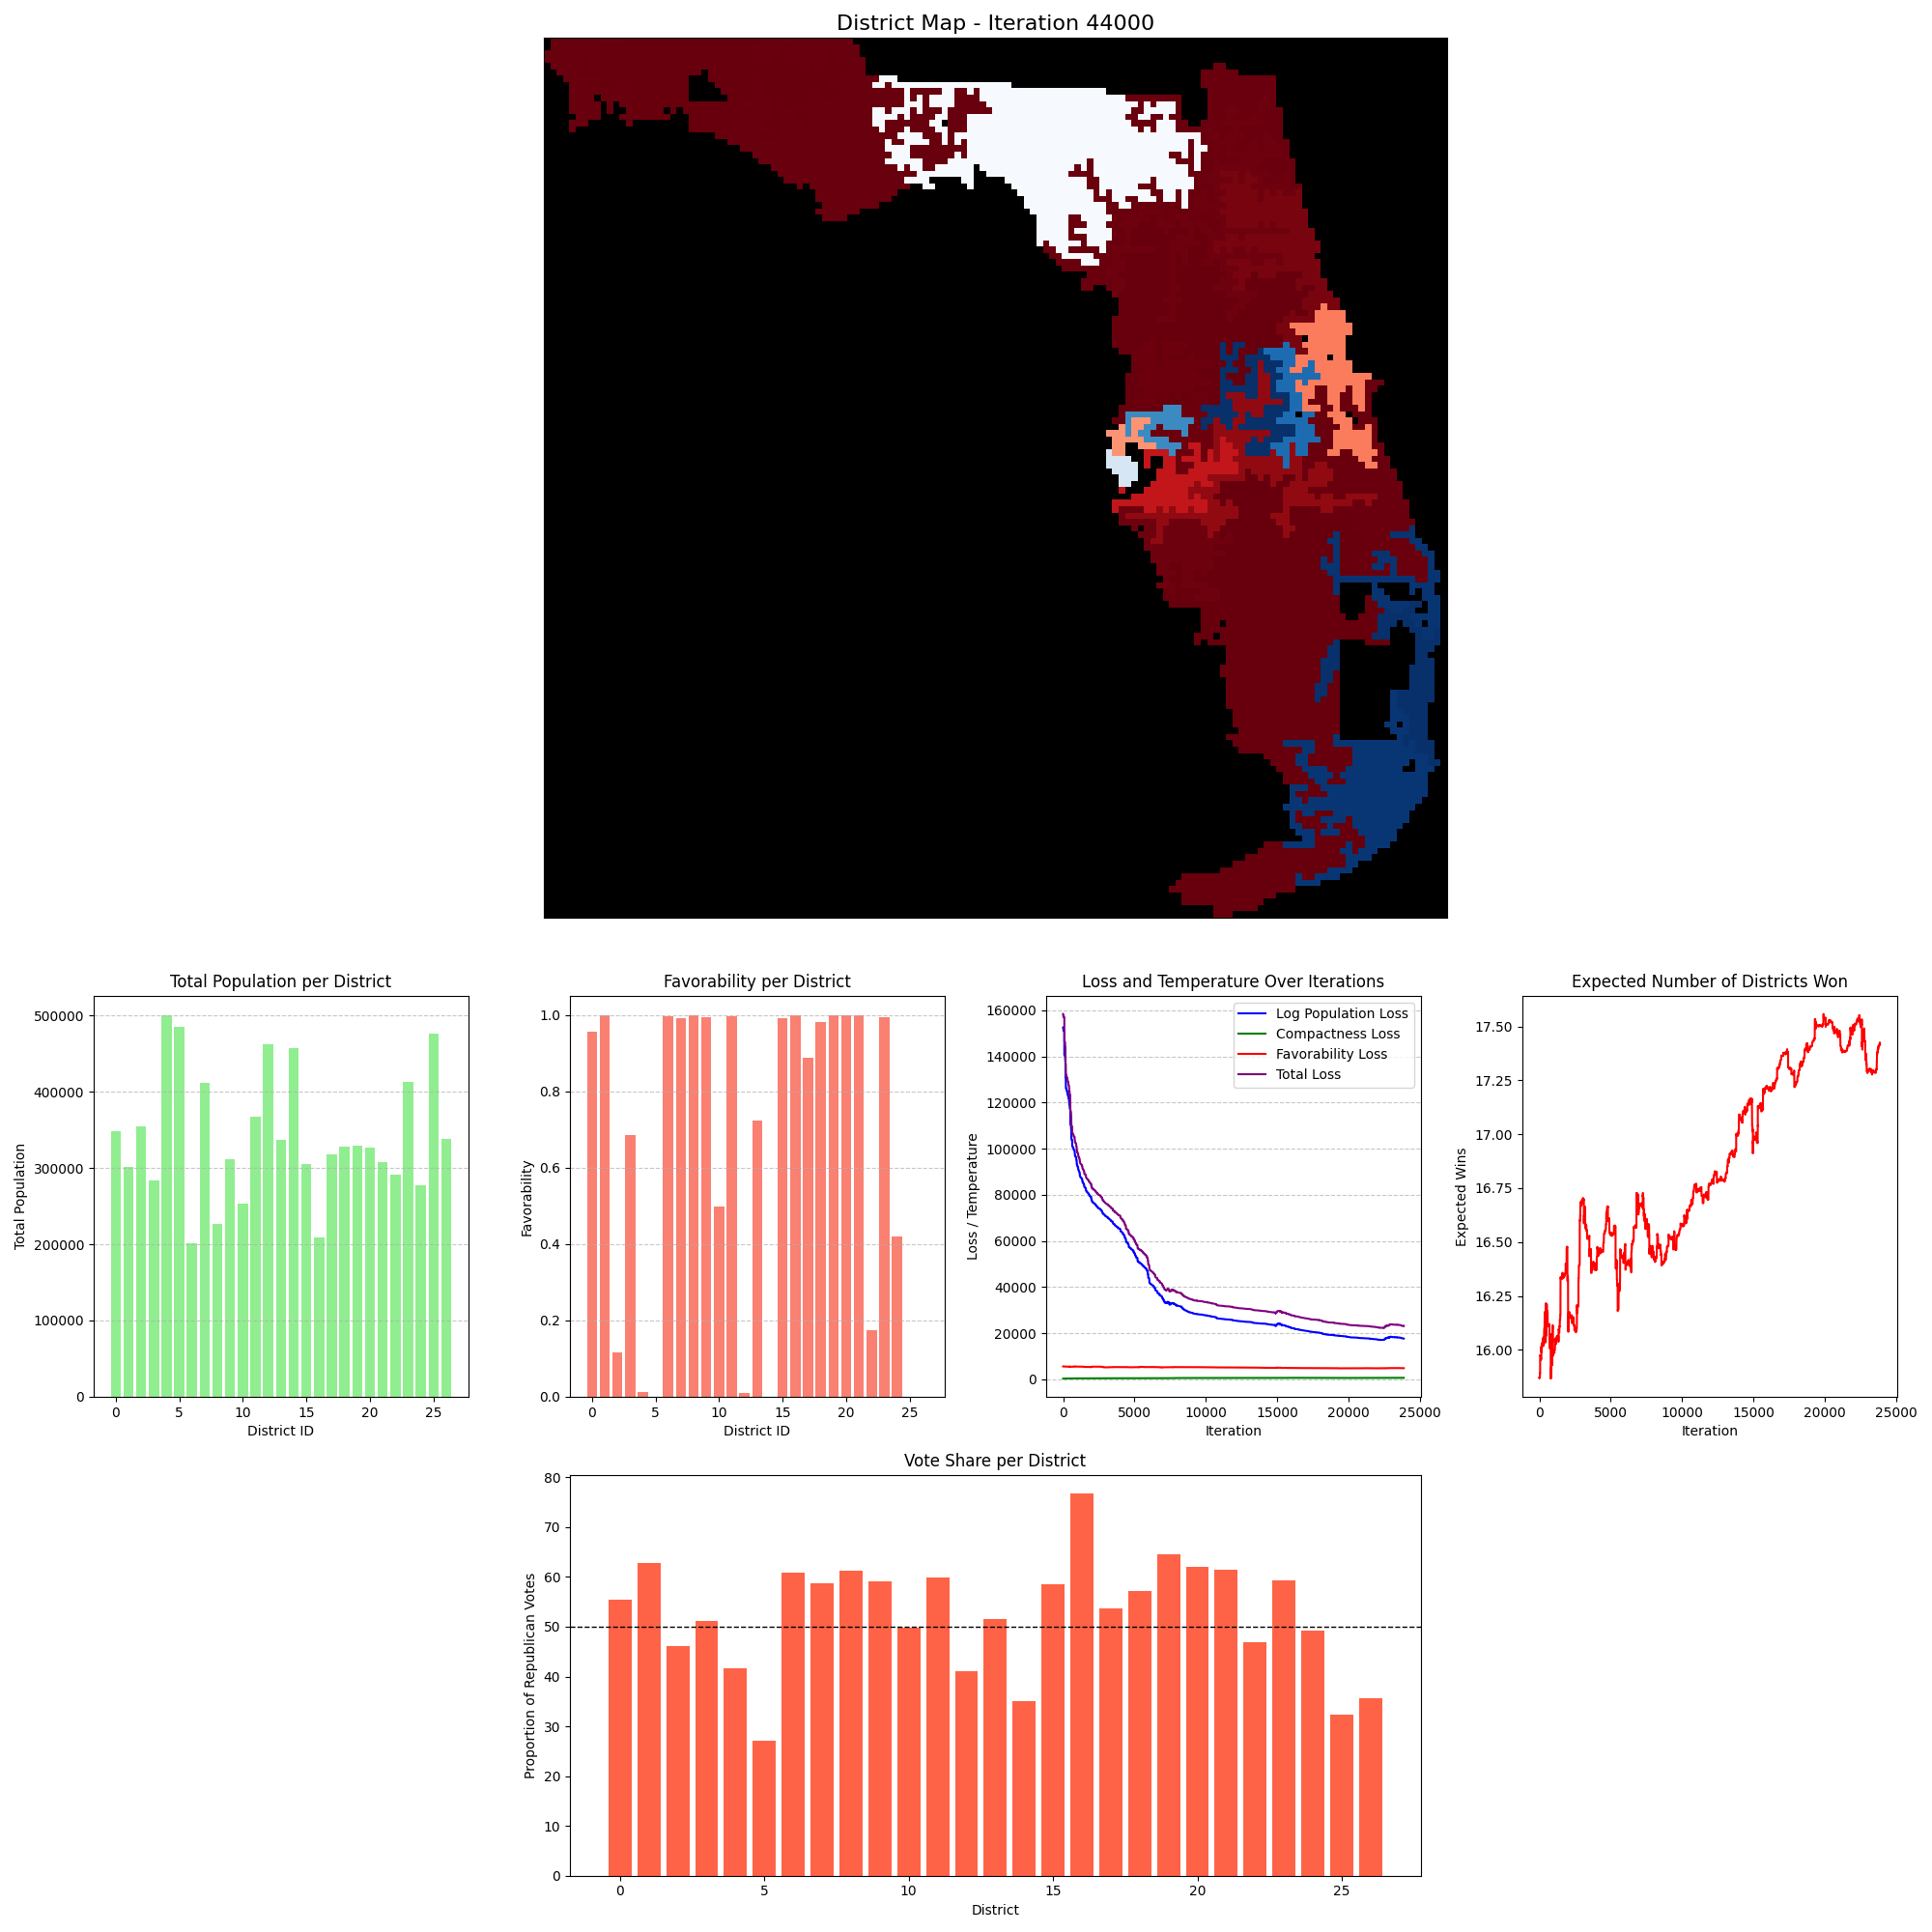 District Map - Iteration 44000
Total Population per District
Total Population
500000
400000
300000
200000
100000
0
0 5 10 15 20 25
District ID
Favorability per District
Favorability
1.0
0.8
0.6
0.4
0.2
0.0
0 5 10 15 20 25
District ID
Loss and Temperature Over Iterations
Loss / Temperature
160000
140000
120000
100000
80000
60000
40000
20000
0
Log Population Loss
Compactness Loss
Favorability Loss
Total Loss
0 5000 10000 15000 20000 25000
Iteration
Expected Number of Districts Won
Expected Wins
17.50
17.25
17.00
16.75
16.50
16.25
16.00
0 5000 10000 15000 20000 25000
Iteration
Vote Share per District
Proportion of Republican Votes
80
70
60
50
40
30
20
10
0
0 5 10 15 20 25
District